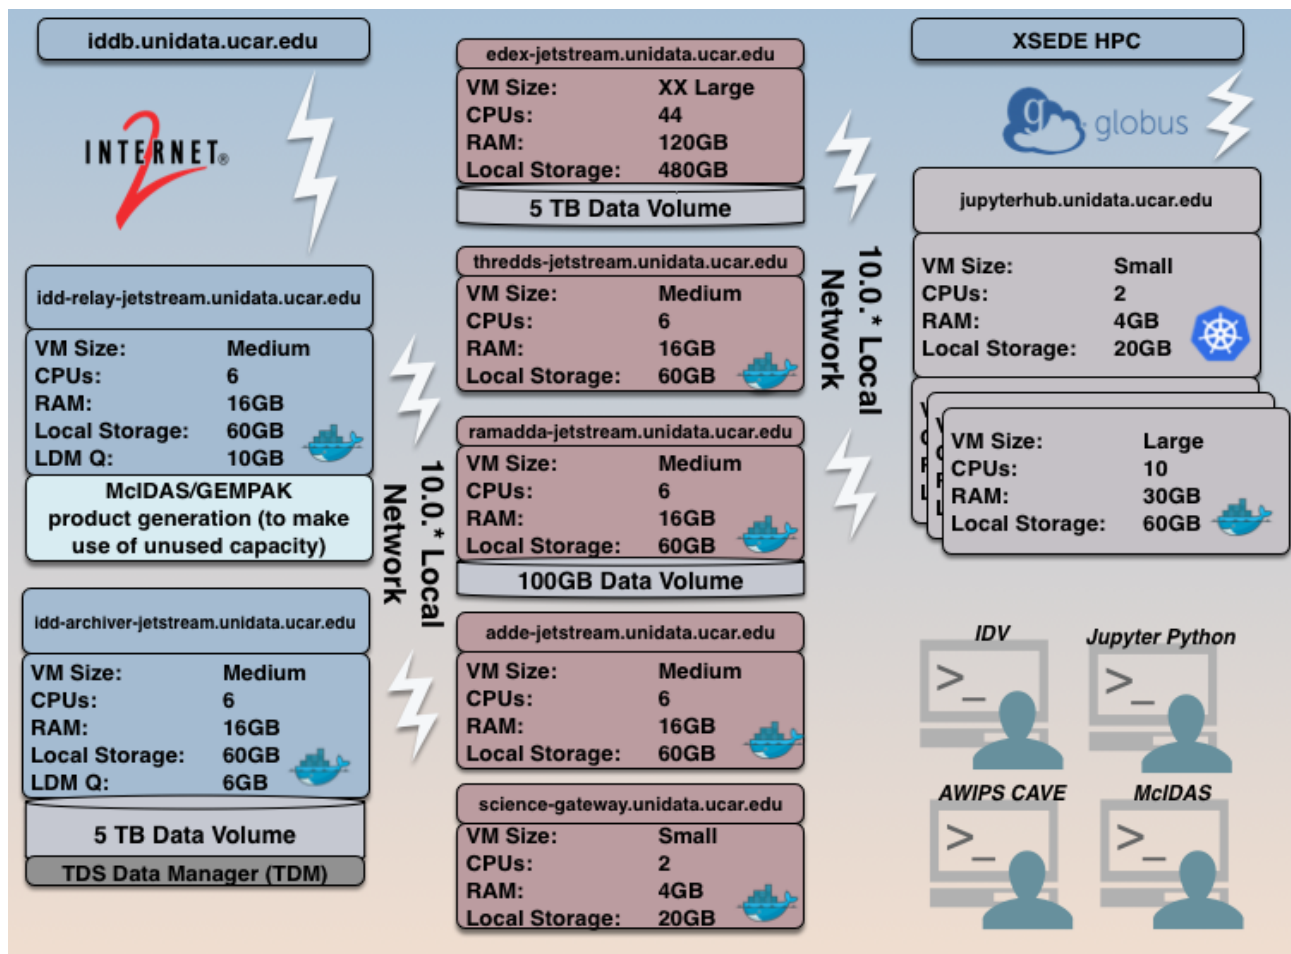 iddb.unidata.ucar.edu
INTERNET®
2
idd-relay-jetstream.unidata.ucar.edu
VM Size: Medium
CPUs: 6
RAM: 16GB
Local Storage: 60GB
LDM Q: 10GB
McIDAS/GEMPAK
product generation (to make
use of unused capacity)
idd-archiver-jetstream.unidata.ucar.edu
VM Size: Medium
CPUs: 6
RAM: 16GB
Local Storage: 60GB
LDM Q: 6GB
5 TB Data Volume
TDS Data Manager (TDM)
10.0.* Local
Network
edex-jetstream.unidata.ucar.edu
VM Size: XX Large
CPUs: 44
RAM: 120GB
Local Storage: 480GB
5 TB Data Volume
thredds-jetstream.unidata.ucar.edu
VM Size: Medium
CPUs: 6
RAM: 16GB
Local Storage: 60GB
ramadda-jetstream.unidata.ucar.edu
VM Size: Medium
CPUs: 6
RAM: 16GB
Local Storage: 60GB
100GB Data Volume
adde-jetstream.unidata.ucar.edu
VM Size: Medium
CPUs: 6
RAM: 16GB
Local Storage: 60GB
science-gateway.unidata.ucar.edu
VM Size: Small
CPUs: 2
RAM: 4GB
Local Storage: 20GB
10.0.* Local
Network
XSEDE HPC
g globus
jupyterhub.unidata.ucar.edu
VM Size: Small
CPUs: 2
RAM: 4GB
Local Storage: 20GB
VM Size: Large
CPUs: 10
RAM: 30GB
Local Storage: 60GB
IDV
>_
Jupyter Python
>_
AWIPS CAVE
>_
McIDAS
>_